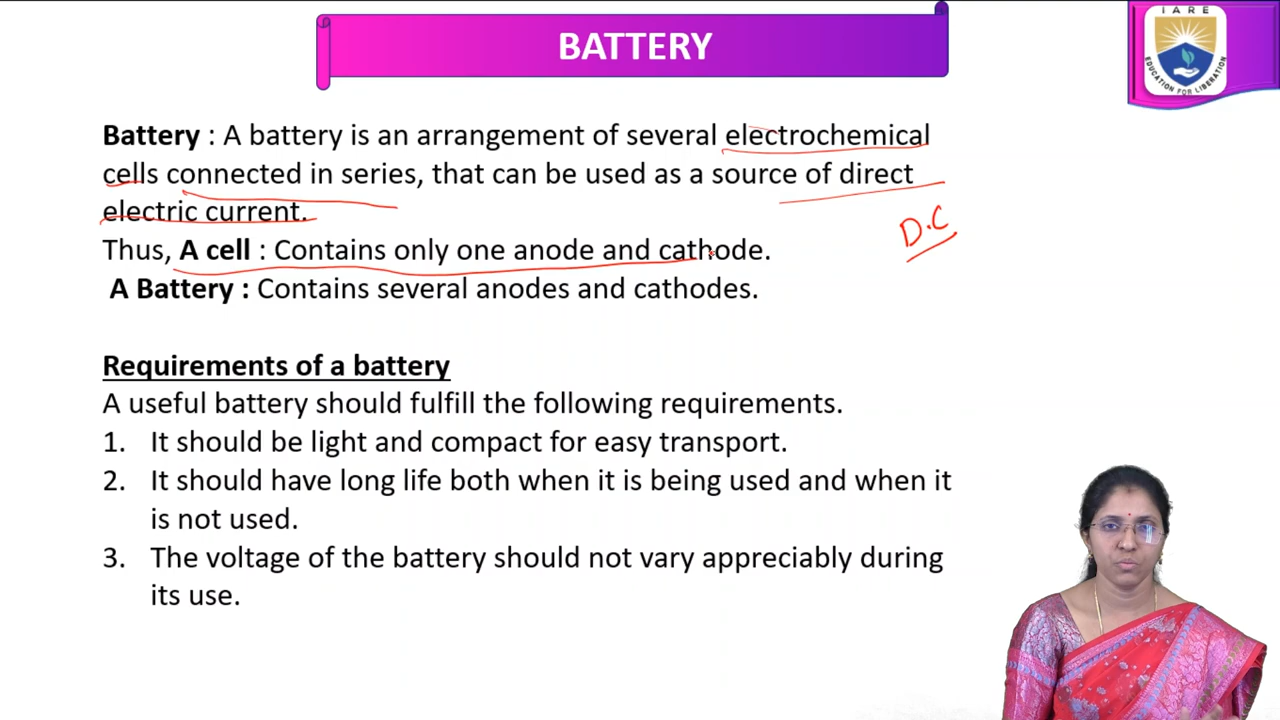 BATTERY
IARE
EDUCATION FOR LIBERATION
Battery : A battery is an arrangement of several electrochemical
cells connected in series, that can be used as a source of direct
electric current.
D.C
Thus, A cell : Contains only one anode and cathode.
A Battery : Contains several anodes and cathodes.
Requirements of a battery
A useful battery should fulfill the following requirements.
1. It should be light and compact for easy transport.
2. It should have long life both when it is being used and when it
is not used.
3. The voltage of the battery should not vary appreciably during
its use.